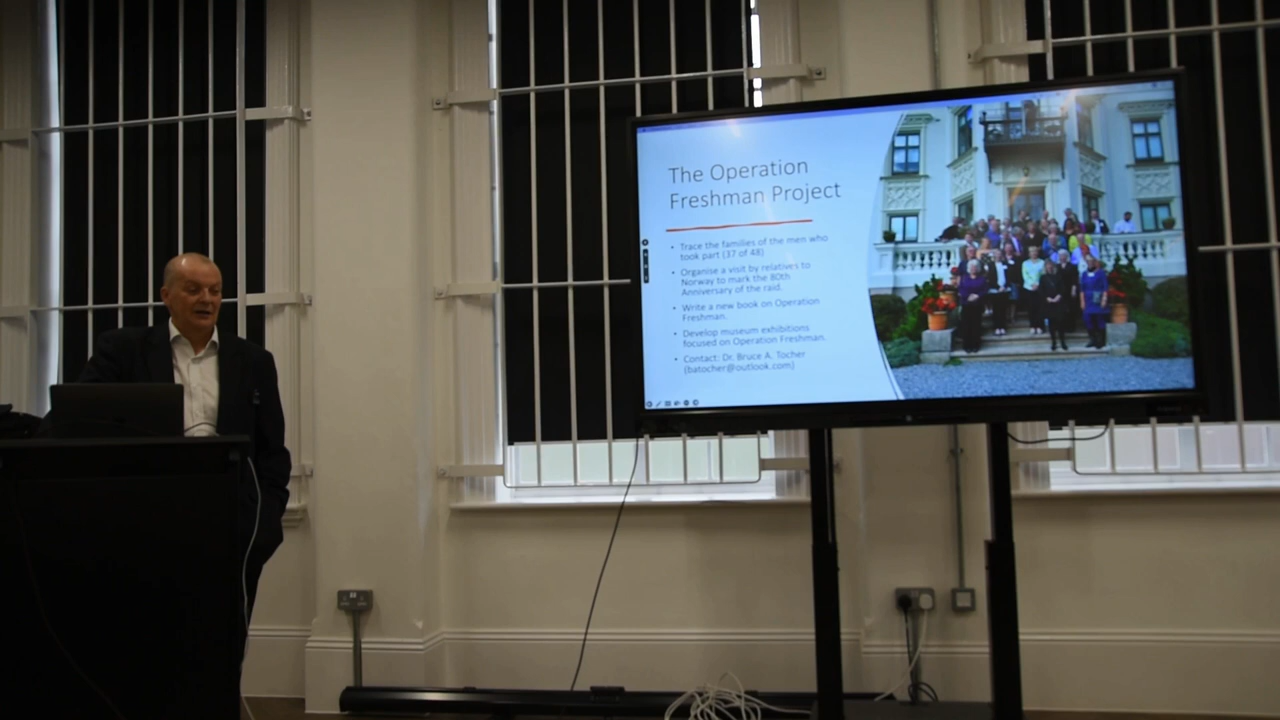 The Operation
Freshman Project
• Trace the families of the men who
took part (37 of 48)
• Organise a visit by relatives to
Norway to mark the 80th
Anniversary of the raid.
• Write a new book on Operation
Freshman.
• Develop museum exhibitions
focused on Operation Freshman.
• Contact: Dr. Bruce A. Tocher
(batocher@outlook.com)